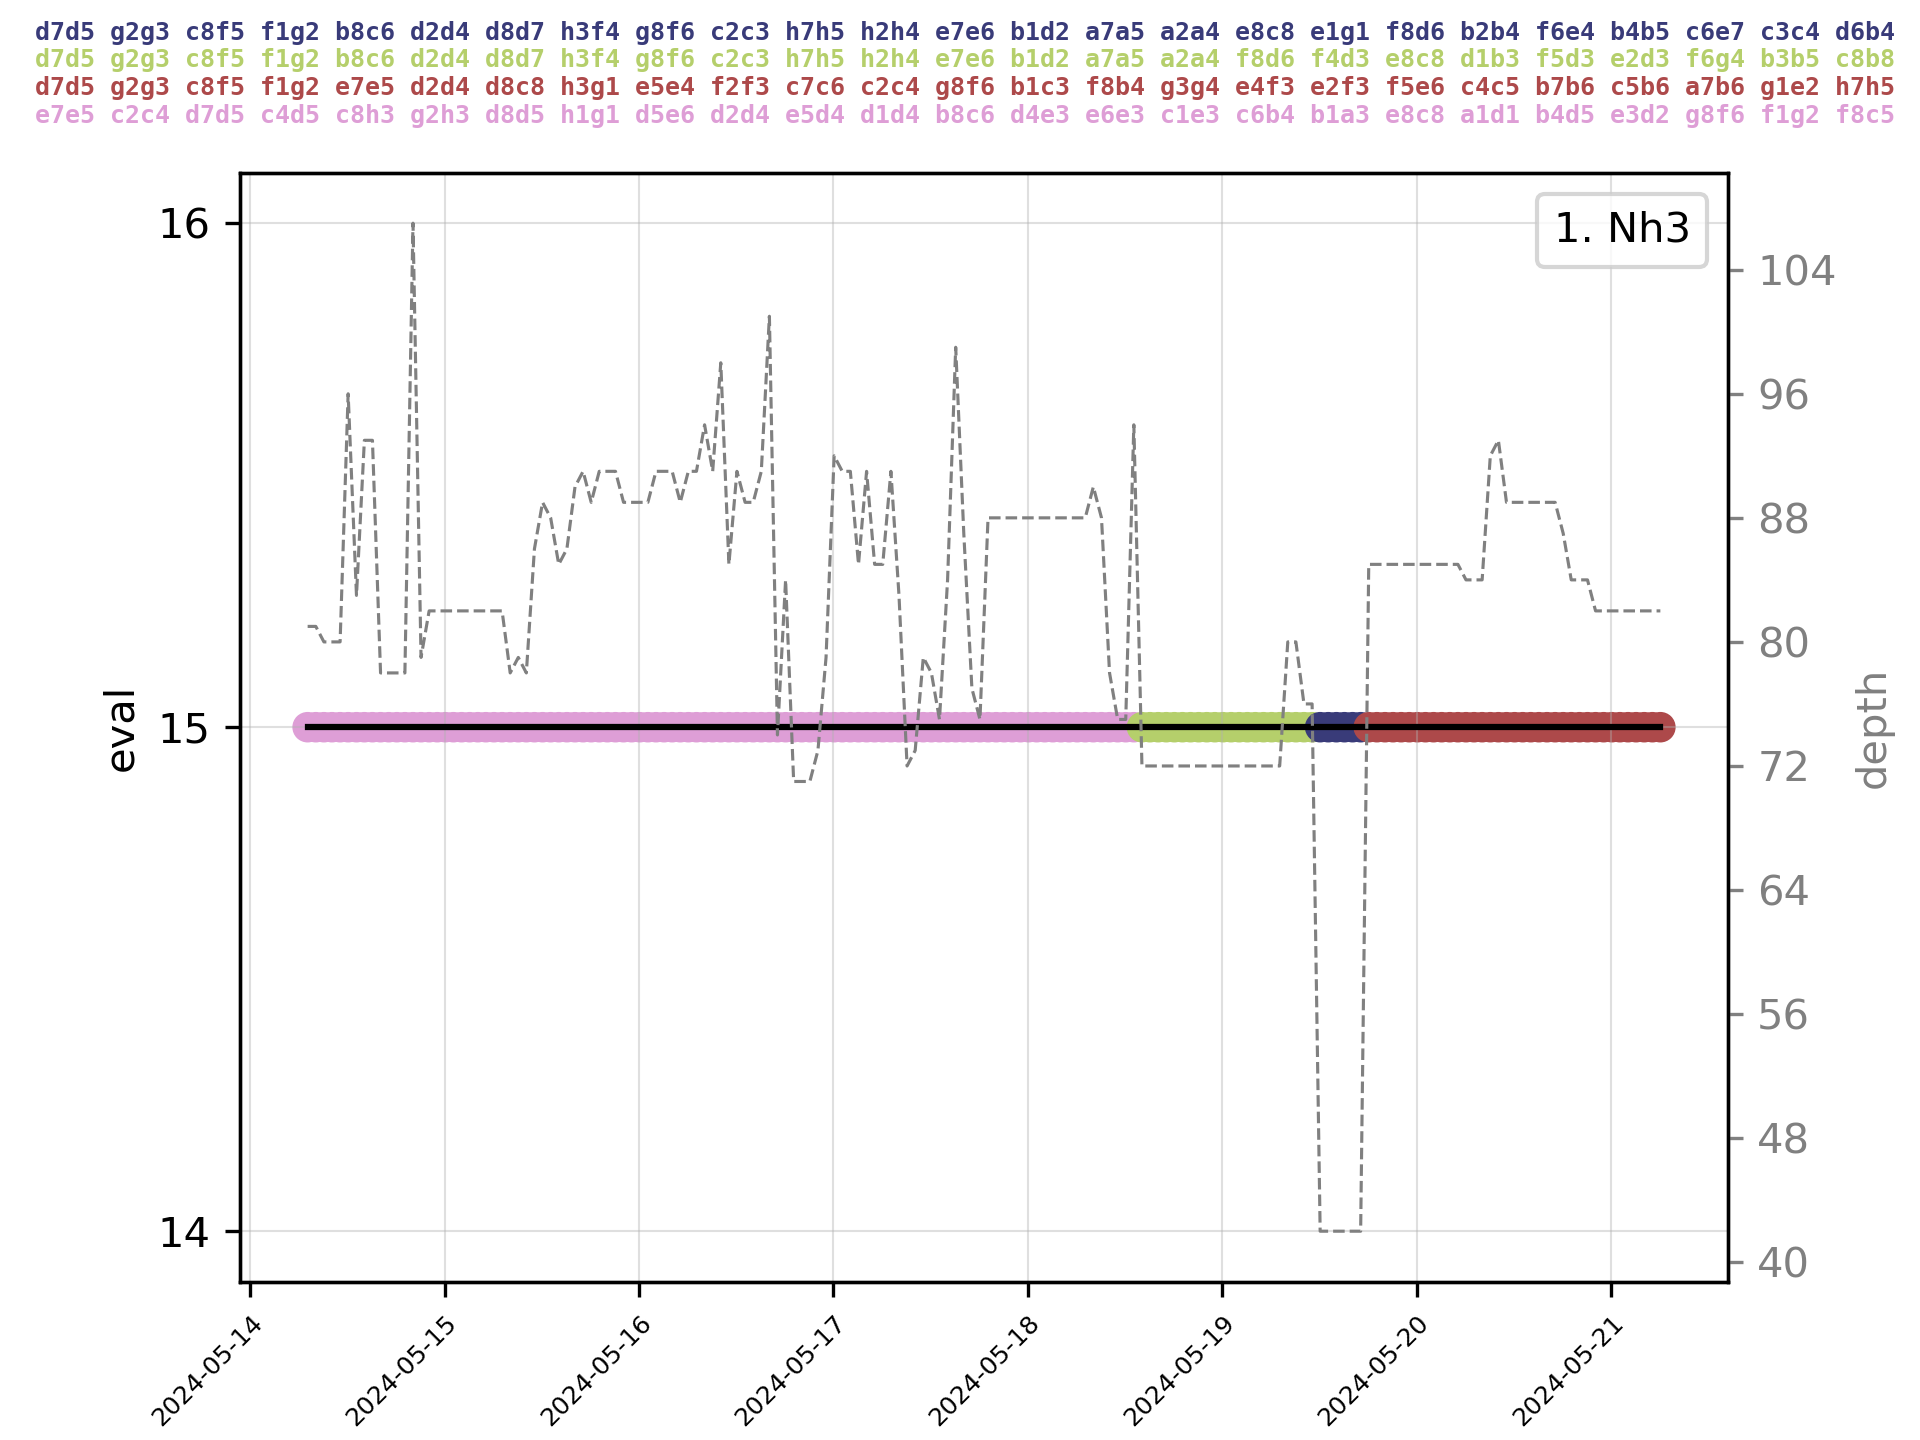 d7d5 g2g3 c8f5 f1g2 b8c6 d2d4 d8d7 h3f4 g8f6 c2c3 h7h5 h2h4 e7e6 b1d2 a7a5 a2a4 e8c8 e1g1 f8d6 b2b4 f6e4 b4b5 c6e7 c3c4 d6b4
d7d5 g2g3 c8f5 f1g2 b8c6 d2d4 d8d7 h3f4 g8f6 c2c3 h7h5 h2h4 e7e6 b1d2 a7a5 a2a4 f8d6 f4d3 e8c8 d1b3 f5d3 e2d3 f6g4 b3b5 c8b8
d7d5 g2g3 c8f5 f1g2 e7e5 d2d4 d8c8 h3g1 e5e4 f2f3 c7c6 c2c4 g8f6 b1c3 f8b4 g3g4 e4f3 e2f3 f5e6 c4c5 b7b6 c5b6 a7b6 g1e2 h7h5
e7e5 c2c4 d7d5 c4d5 c8h3 g2h3 d8d5 h1g1 d5e6 d2d4 e5d4 d1d4 b8c6 d4e3 e6e3 c1e3 c6b4 b1a3 e8c8 a1d1 b4d5 e3d2 g8f6 f1g2 f8c5
1. Nh3
16
15
14
eval
104
96
88
80
72
64
56
48
40
depth
2024-05-14
2024-05-15
2024-05-16
2024-05-17
2024-05-18
2024-05-19
2024-05-20
2024-05-21